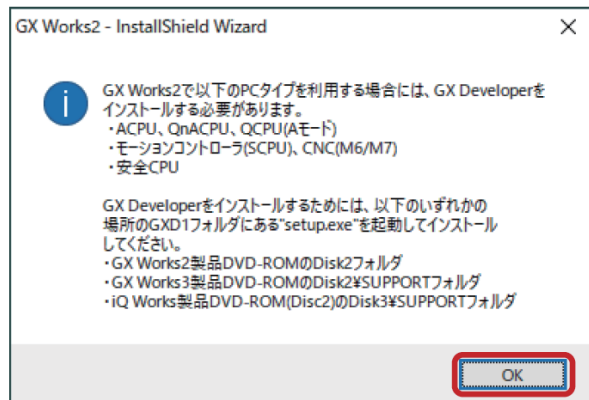 GX Works2 - InstallShield Wizard
GX Works2で以下のPCタイプを利用する場合には、GX Developerを
インストールする必要があります。
・ACPU、QnACPU、QCPU(Aモード)
・モーションコントローラ(SCPU)、CNC(M6/M7)
・安全CPU
GX Developerをインストールするためには、以下のいずれかの
場所のGXD1フォルダにある"setup.exe"を起動してインストール
してください。
・GX Works2製品DVD-ROMのDisk2フォルダ
・GX Works3製品DVD-ROMのDisk2¥SUPPORTフォルダ
・iQ Works製品DVD-ROM(Disc2)のDisk3¥SUPPORTフォルダ
OK